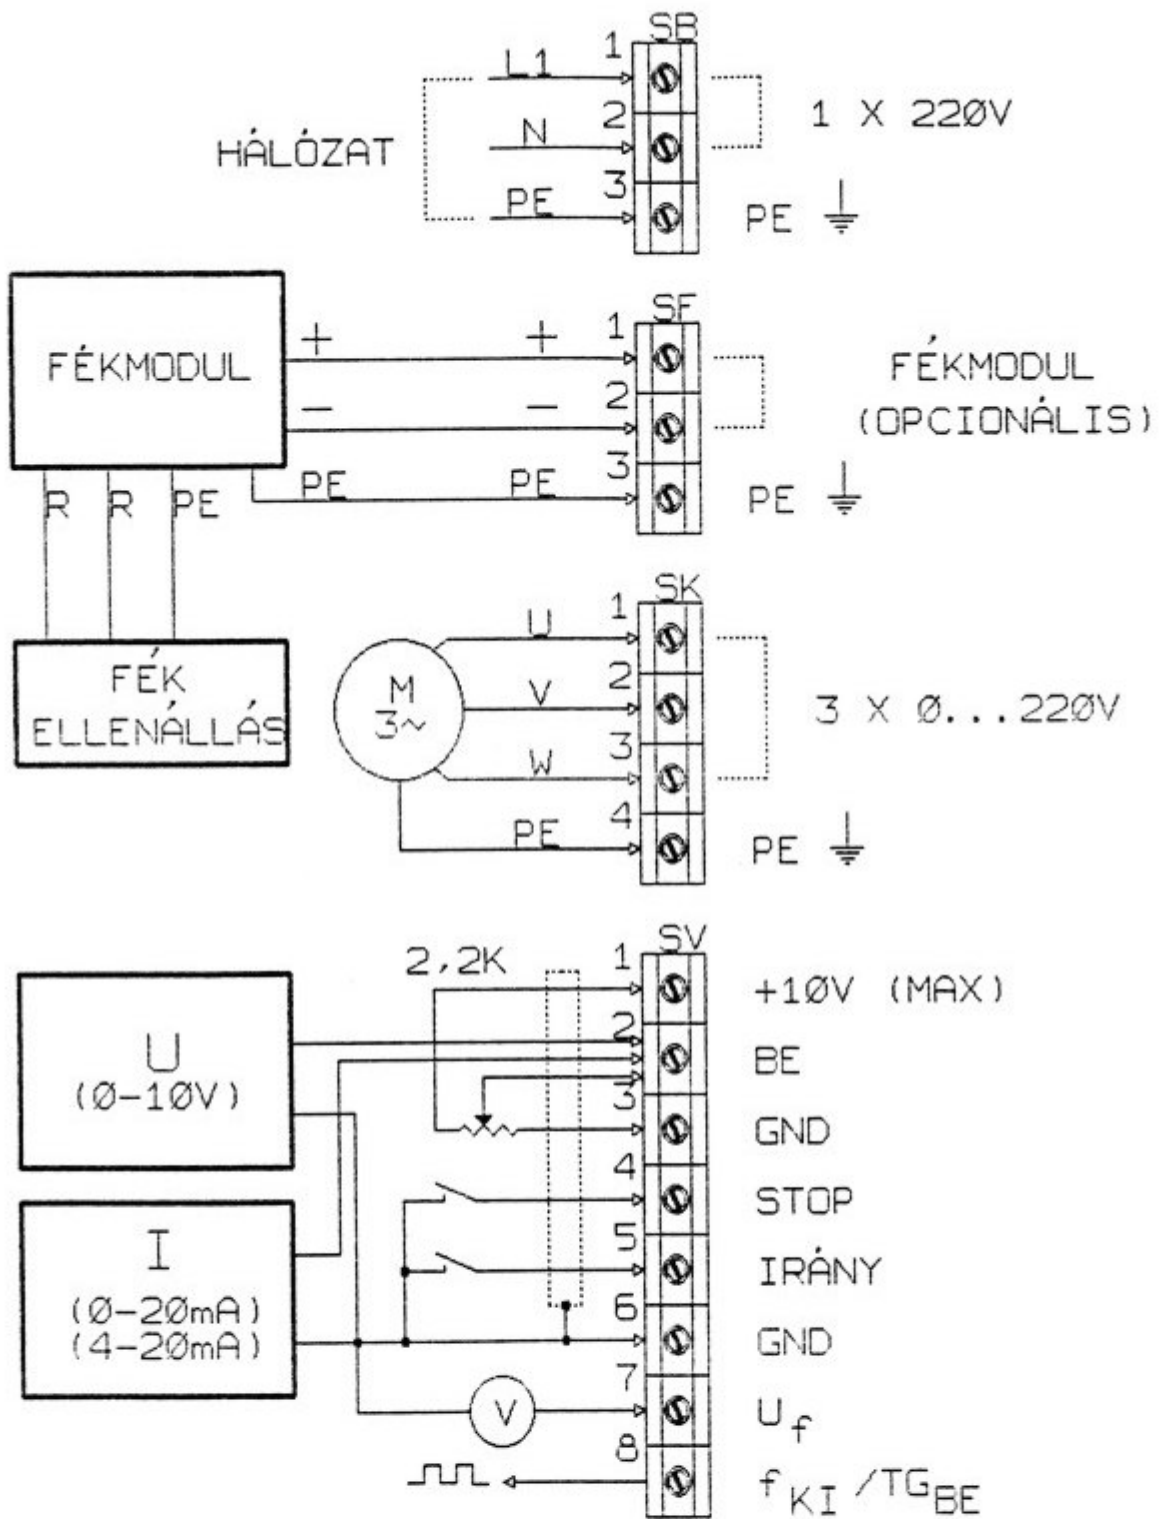 SB
1
L1
2
N
1 X 220V
HÁLÓZAT
3
PE
PE
SF
1
+ +
FÉKMODUL
2
FÉKMODUL
(OPCIONÁLIS)
- -
3
R R PE PE PE
PE
SK
1
U
FÉK
ELLENÁLLÁS
M
3~
2
V
3 X 0...220V
3
W
4
PE
PE
SV
2,2K
1
+10V (MAX)
U
(0-10V)
2
BE
3
GND
4
STOP
I
(0-20mA)
(4-20mA)
5
IRÁNY
6
GND
7
V
Uf
8
fKI /TGBE